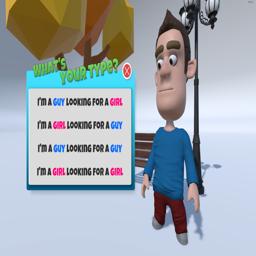 WHAT'S
YOUR TYPE?
I'M A GUY LOOKING FOR A GIRL
I'M A GIRL LOOKING FOR A GUY
I'M A GUY LOOKING FOR A GUY
I'M A GIRL LOOKING FOR A GIRL